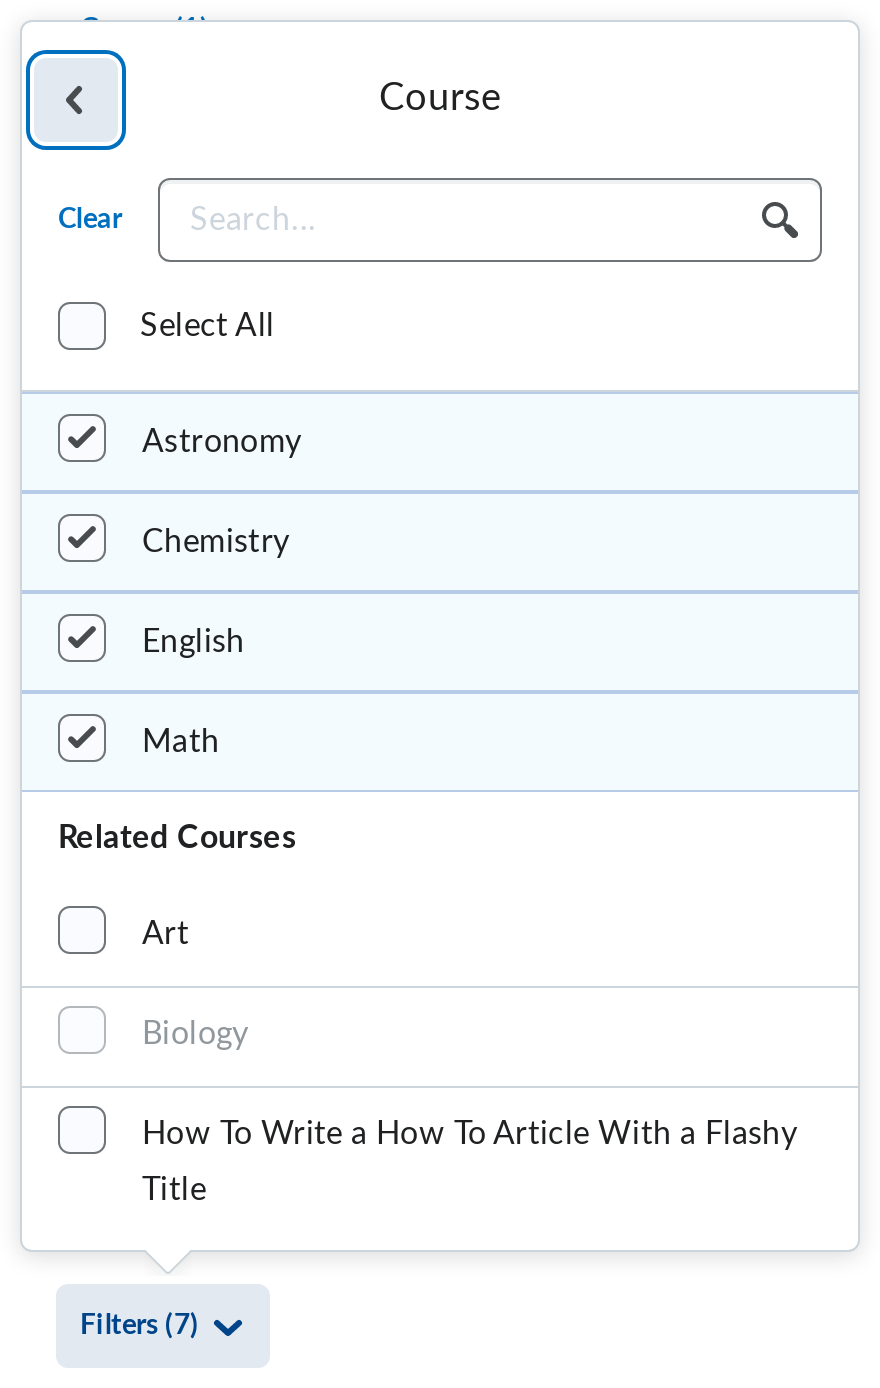 Course
Clear
Search...
Select All
Astronomy
Chemistry
English
Math
Related Courses
Art
Biology
How To Write a How To Article With a Flashy
Title
Filters (7)